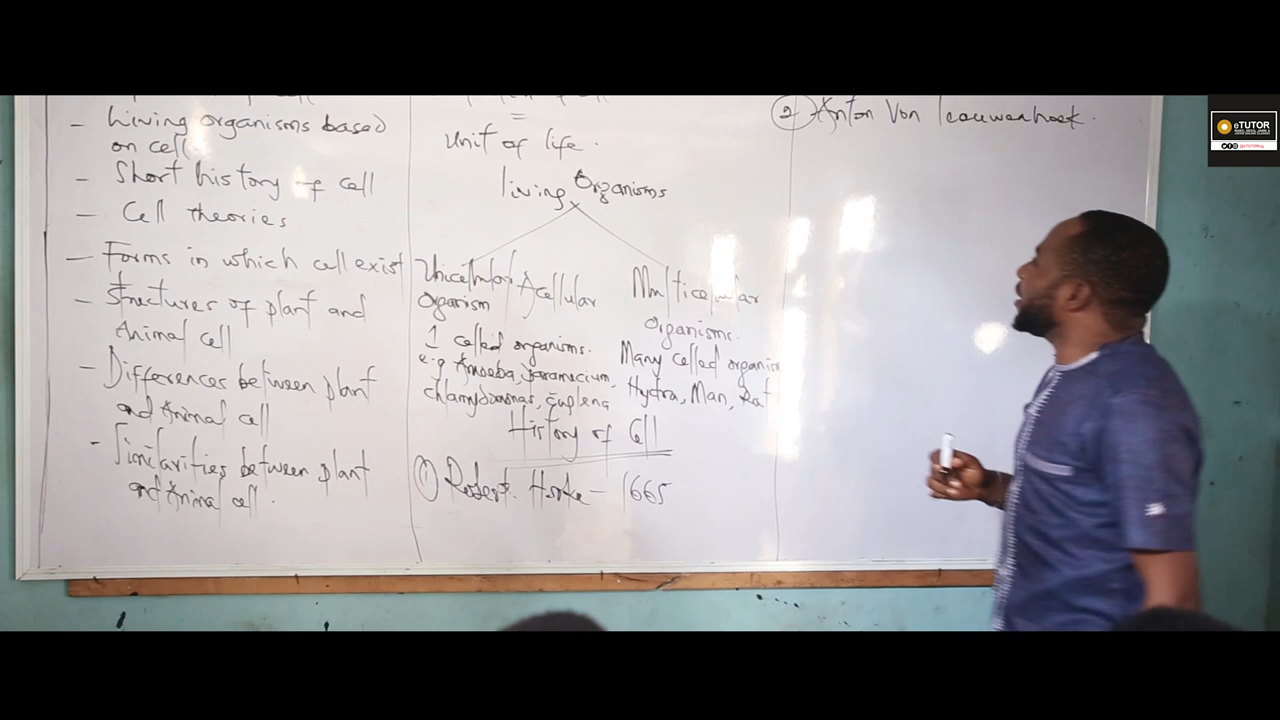 - Living organisms based
on cell
- Short history of cell
- Cell theories
- Forms in which cell exist
- Structures of plant and
Animal cell
- Differences between plant
and Animal cell
- Similarities between plant
and Animal cell.
=
Unit of life.
living Organisms
Unicellular/Acellular
Organism
1 celled organisms.
e.g Amoeba, Paramecium,
chlamydomonas, Euglena
Multicellular
Organisms.
Many celled organism
Hydra, Man, Rat
History of Cell
① Robert Hooke - 1665
② Anton Von Leeuwenhoek.
eTUTOR